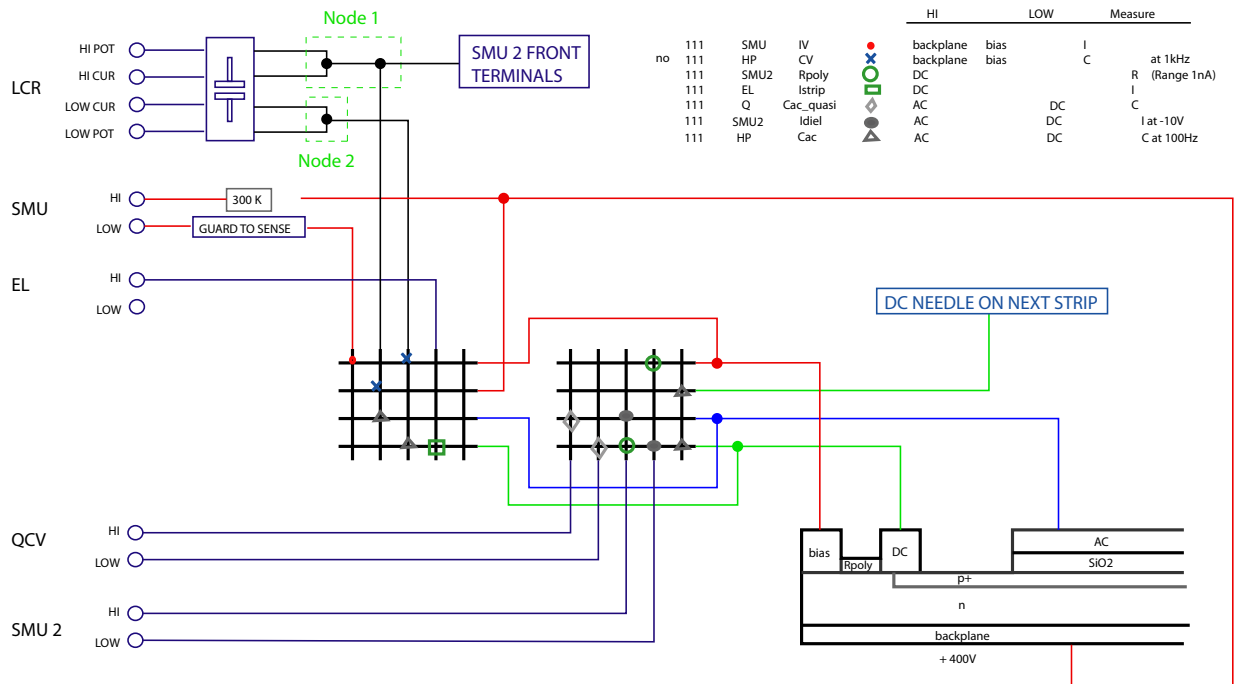 HI LOW Measure
111 SMU IV backplane bias I
no 111 HP CV backplane bias C at 1kHz
111 SMU2 Rpoly DC R (Range 1nA)
111 EL Istrip DC I
111 Q Cac_quasi AC DC C
111 SMU2 Idiel AC DC I at -10V
111 HP Cac AC DC C at 100Hz
Node 1
SMU 2 FRONT
TERMINALS
LCR
HI POT
HI CUR
LOW CUR
LOW POT
Node 2
SMU
HI
300 K
LOW
GUARD TO SENSE
EL
HI
LOW
DC NEEDLE ON NEXT STRIP
QCV
HI
LOW
SMU 2
HI
LOW
bias
Rpoly
DC
AC
SiO2
p+
n
backplane
+ 400V